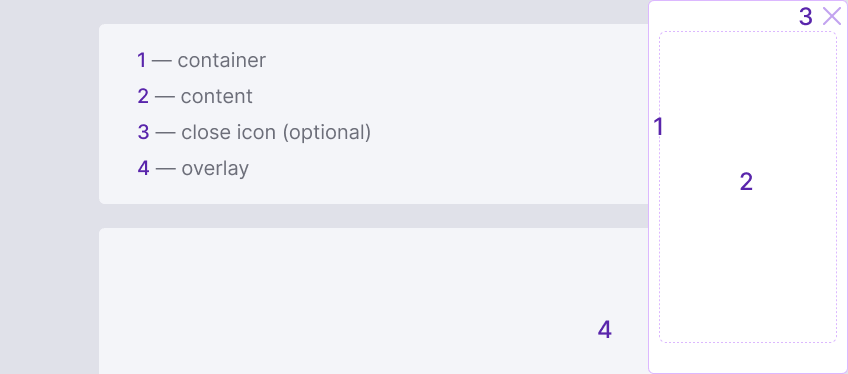 3
1 — container
2 — content
3 — close icon (optional)
1
4 — overlay
2
4